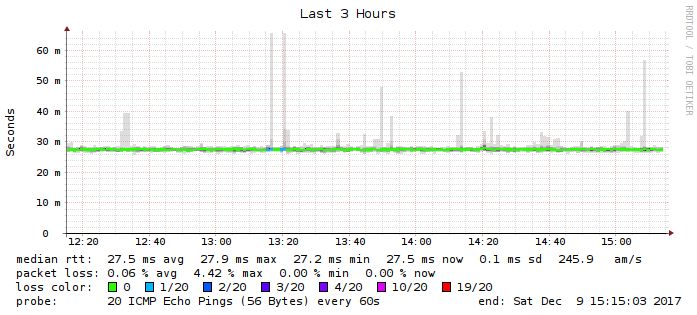 Last 3 Hours
RRDTOOL / TOBI OETIKER
Seconds
60 m
50 m
40 m
30 m
20 m
10 m
0
12:20 12:40 13:00 13:20 13:40 14:00 14:20 14:40 15:00
median rtt: 27.5 ms avg 27.9 ms max 27.2 ms min 27.5 ms now 0.1 ms sd 245.9 am/s
packet loss: 0.06 % avg 4.42 % max 0.00 % min 0.00 % now
loss color: 0 1/20 2/20 3/20 4/20 10/20 19/20
probe: 20 ICMP Echo Pings (56 Bytes) every 60s end: Sat Dec 9 15:15:03 2017